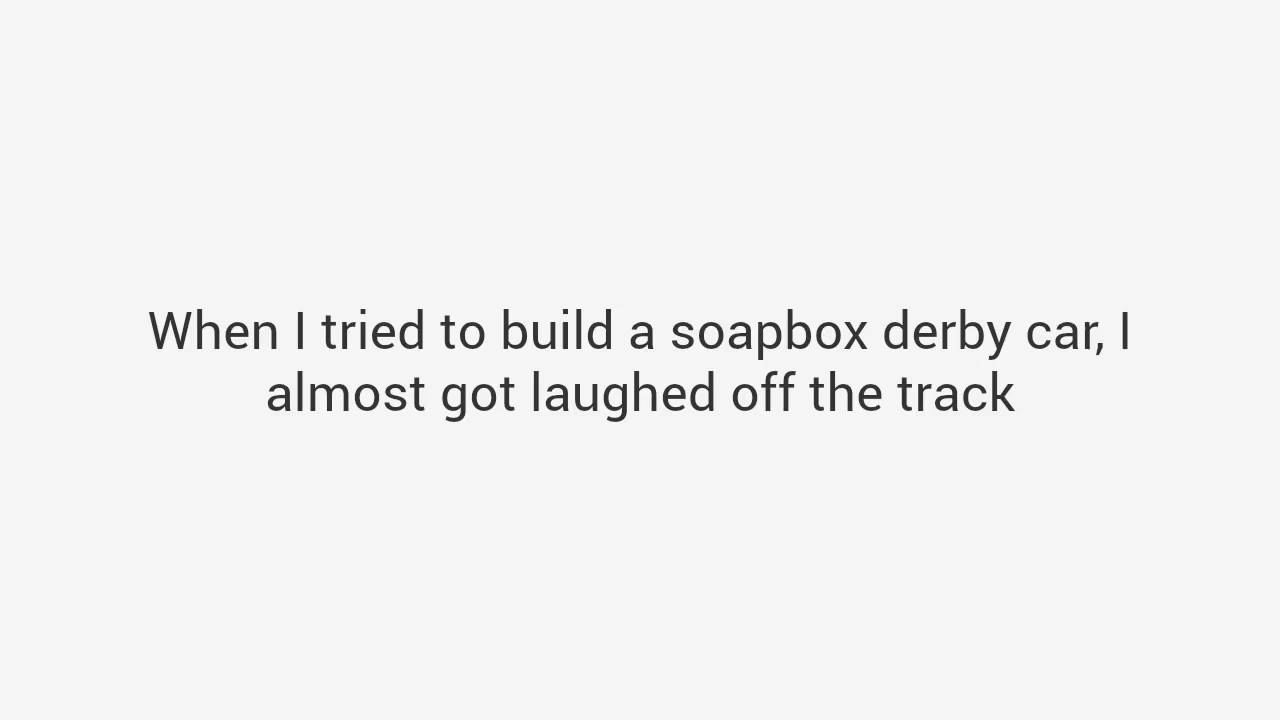 When I tried to build a soapbox derby car, I
almost got laughed off the track